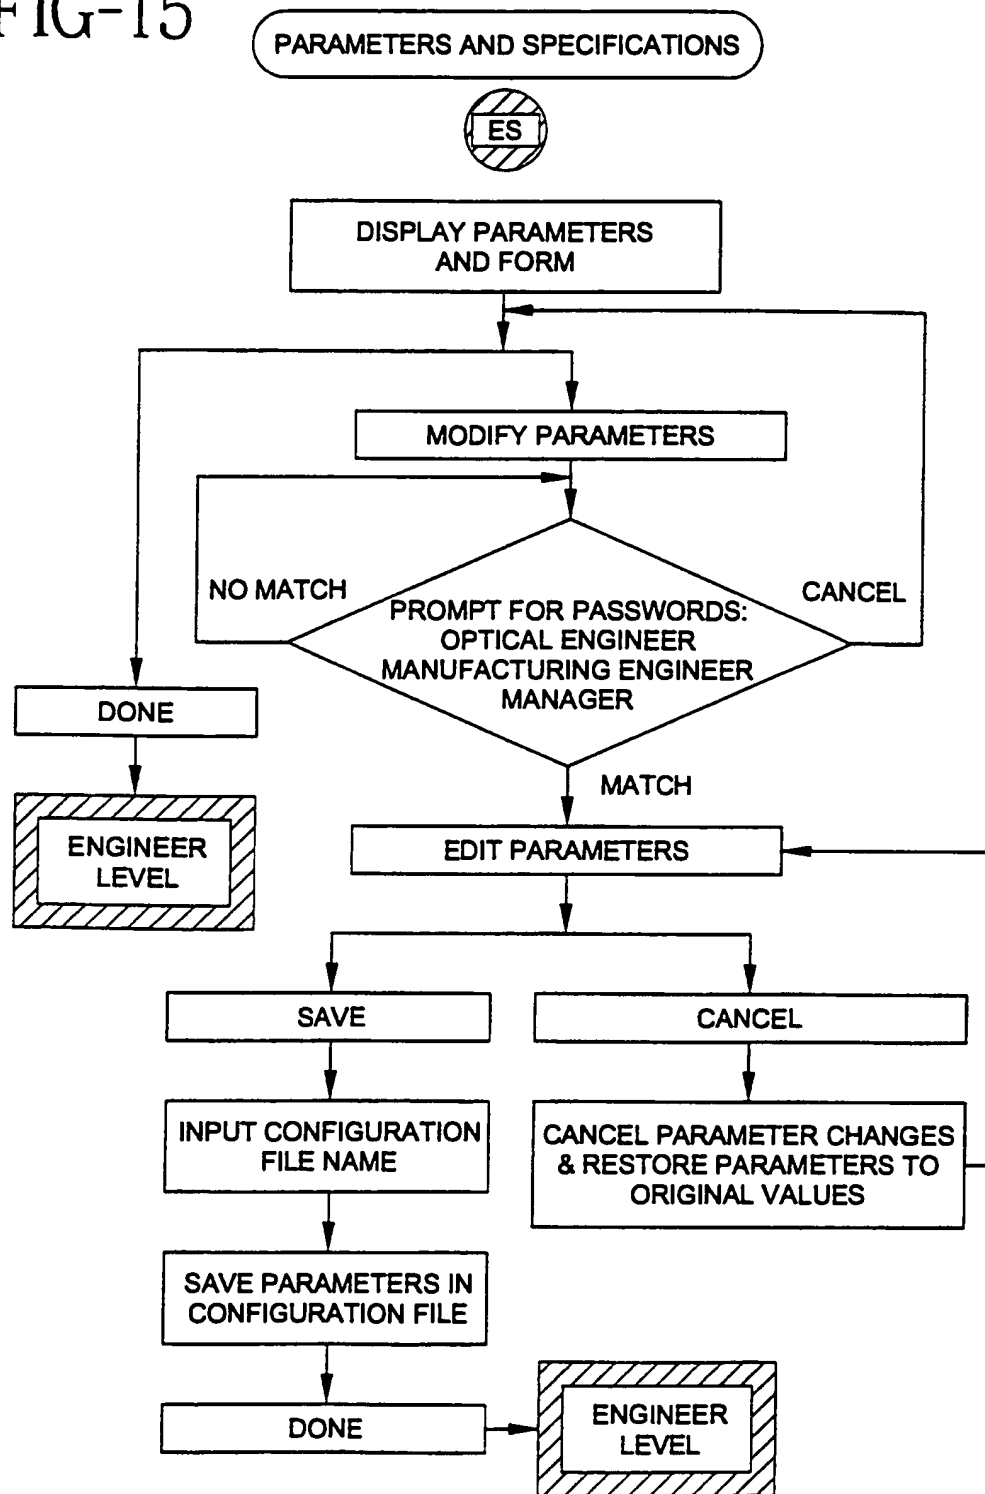 FIG-15
PARAMETERS AND SPECIFICATIONS
ES
DISPLAY PARAMETERS
AND FORM
MODIFY PARAMETERS
NO MATCH
CANCEL
PROMPT FOR PASSWORDS:
OPTICAL ENGINEER
MANUFACTURING ENGINEER
MANAGER
DONE
MATCH
ENGINEER
LEVEL
EDIT PARAMETERS
SAVE
CANCEL
INPUT CONFIGURATION
FILE NAME
CANCEL PARAMETER CHANGES
& RESTORE PARAMETERS TO
ORIGINAL VALUES
SAVE PARAMETERS IN
CONFIGURATION FILE
DONE
ENGINEER
LEVEL